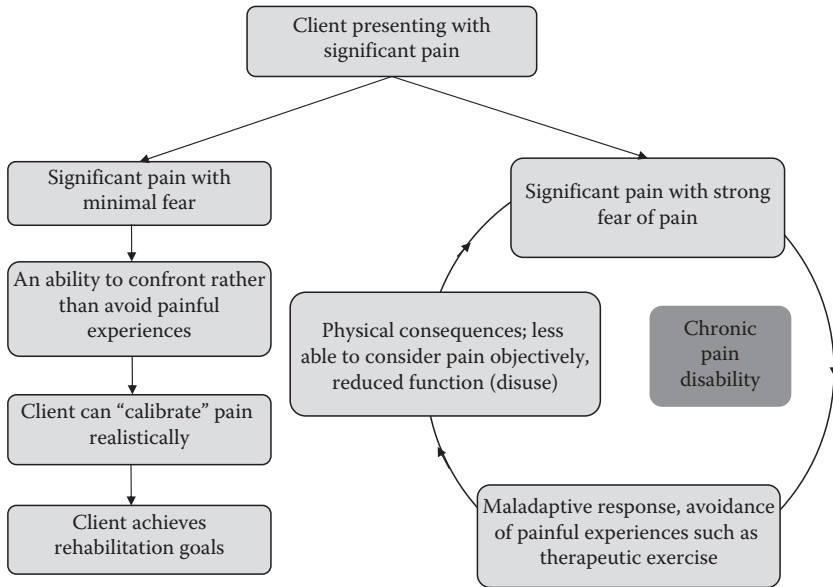 Client presenting with
significant pain
Significant pain with
minimal fear
An ability to confront rather
than avoid painful
experiences
Client can “calibrate” pain
realistically
Client achieves
rehabilitation goals
Significant pain with strong
fear of pain
Physical consequences; less
able to consider pain objectively,
reduced function (disuse)
Chronic
pain
disability
Maladaptive response, avoidance
of painful experiences such as
therapeutic exercise